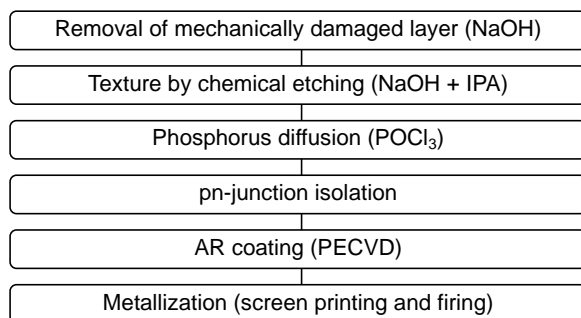 Removal of mechanically damaged layer (NaOH)
Texture by chemical etching (NaOH + IPA)
Phosphorus diffusion (POCl₃)
pn-junction isolation
AR coating (PECVD)
Metallization (screen printing and firing)